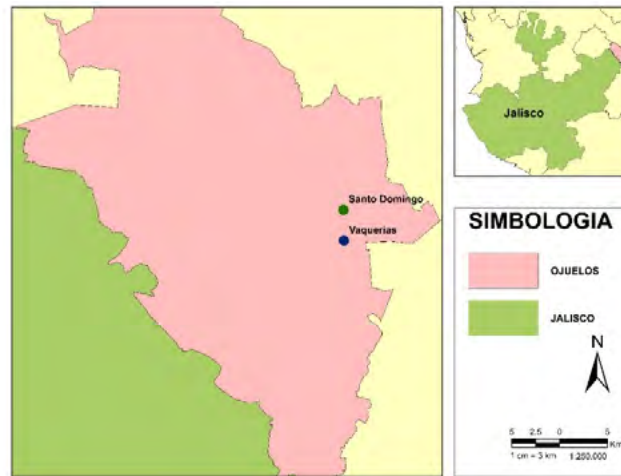 Santo Domingo
Vaquerias
Jalisco
SIMBOLOGIA
OJUELOS
JALISCO
N
5 2.5 0 5
Km
1 cm = 3 km 1:250,000